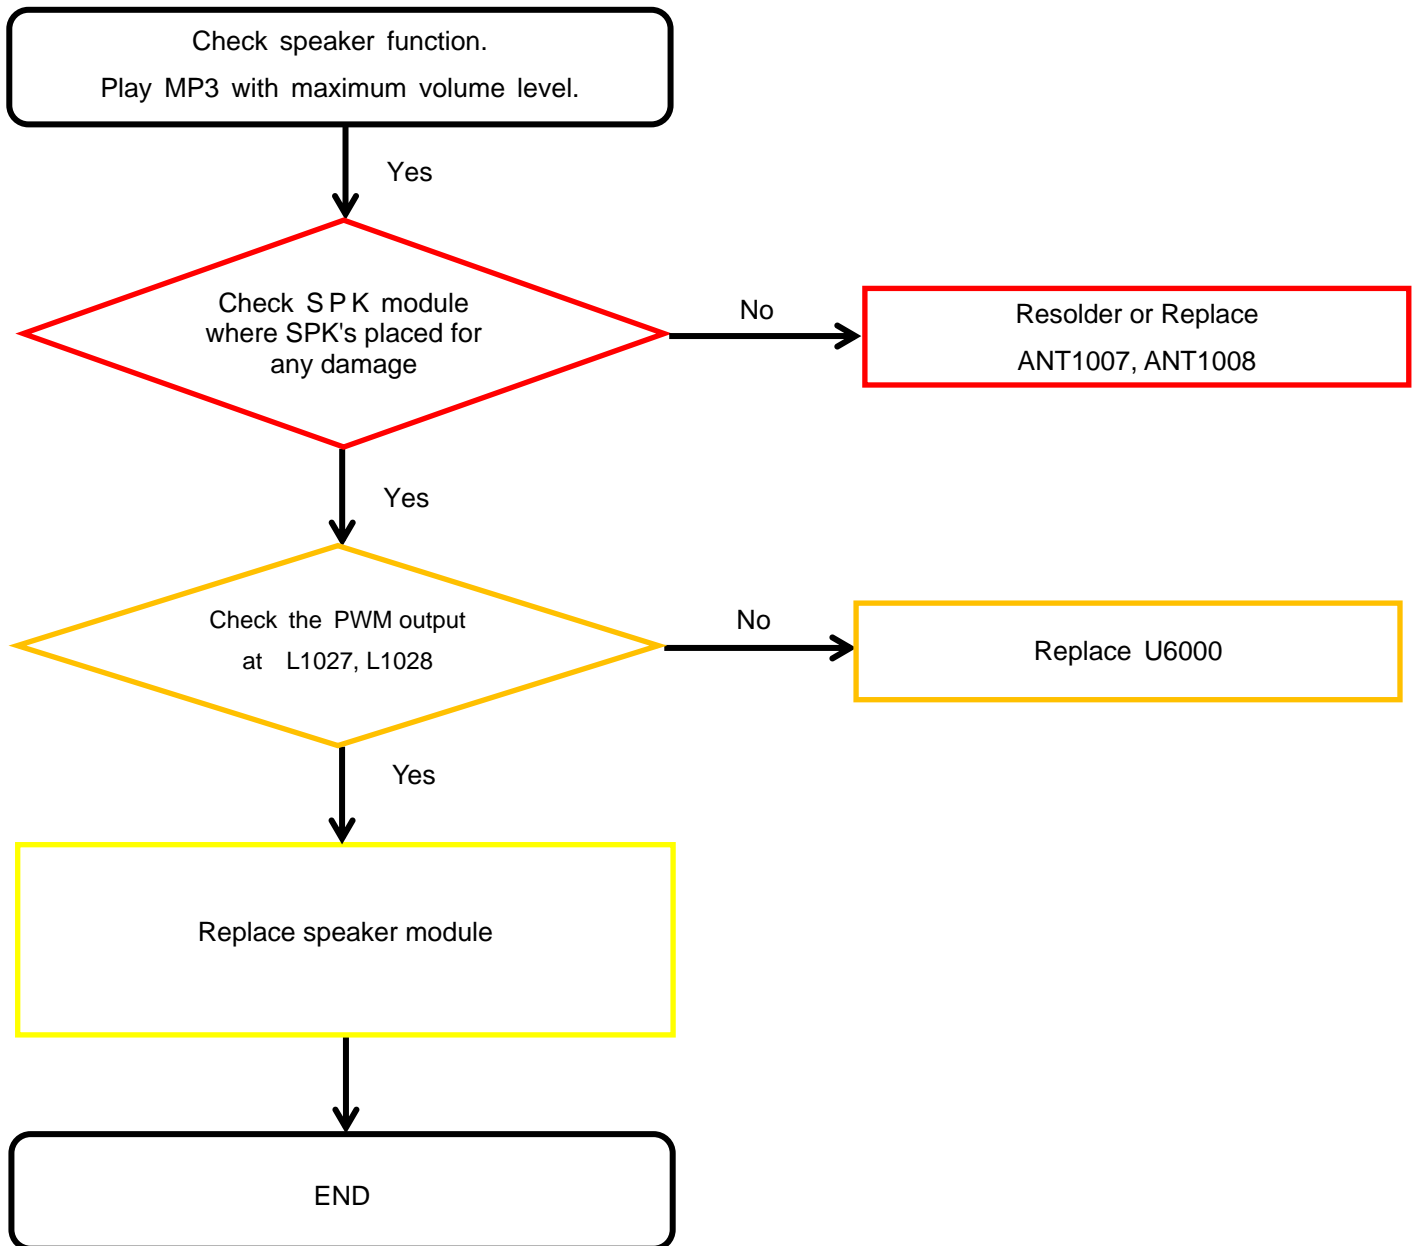 Check speaker function.
Play MP3 with maximum volume level.
Yes
Check SPK module
where SPK's placed for
any damage
No
Resolder or Replace
ANT1007, ANT1008
Yes
Check the PWM output
at L1027, L1028
No
Replace U6000
Yes
Replace speaker module
END